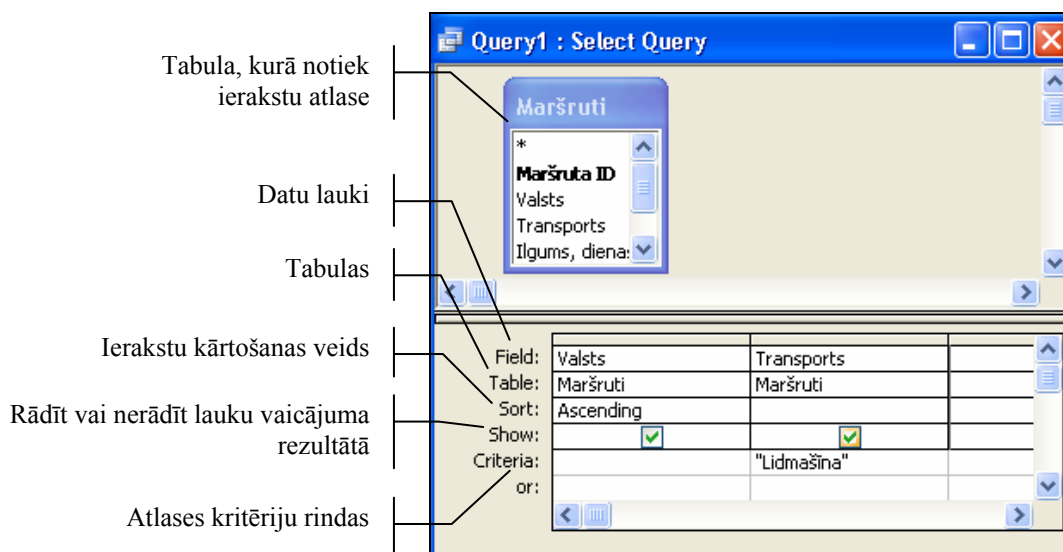 Query1 : Select Query
Tabula, kurā notiek
ierakstu atlase
Maršruti
*
Maršruta ID
Valsts
Transports
Ilgums, dienas
Datu lauki
Tabulas
Ierakstu kārtošanas veids
Rādīt vai nerādīt lauku vaicājuma
rezultātā
Atlases kritēriju rindas
Field: Valsts Transports
Table: Maršruti Maršruti
Sort: Ascending
Show:
Criteria: "Lidmašīna"
or: